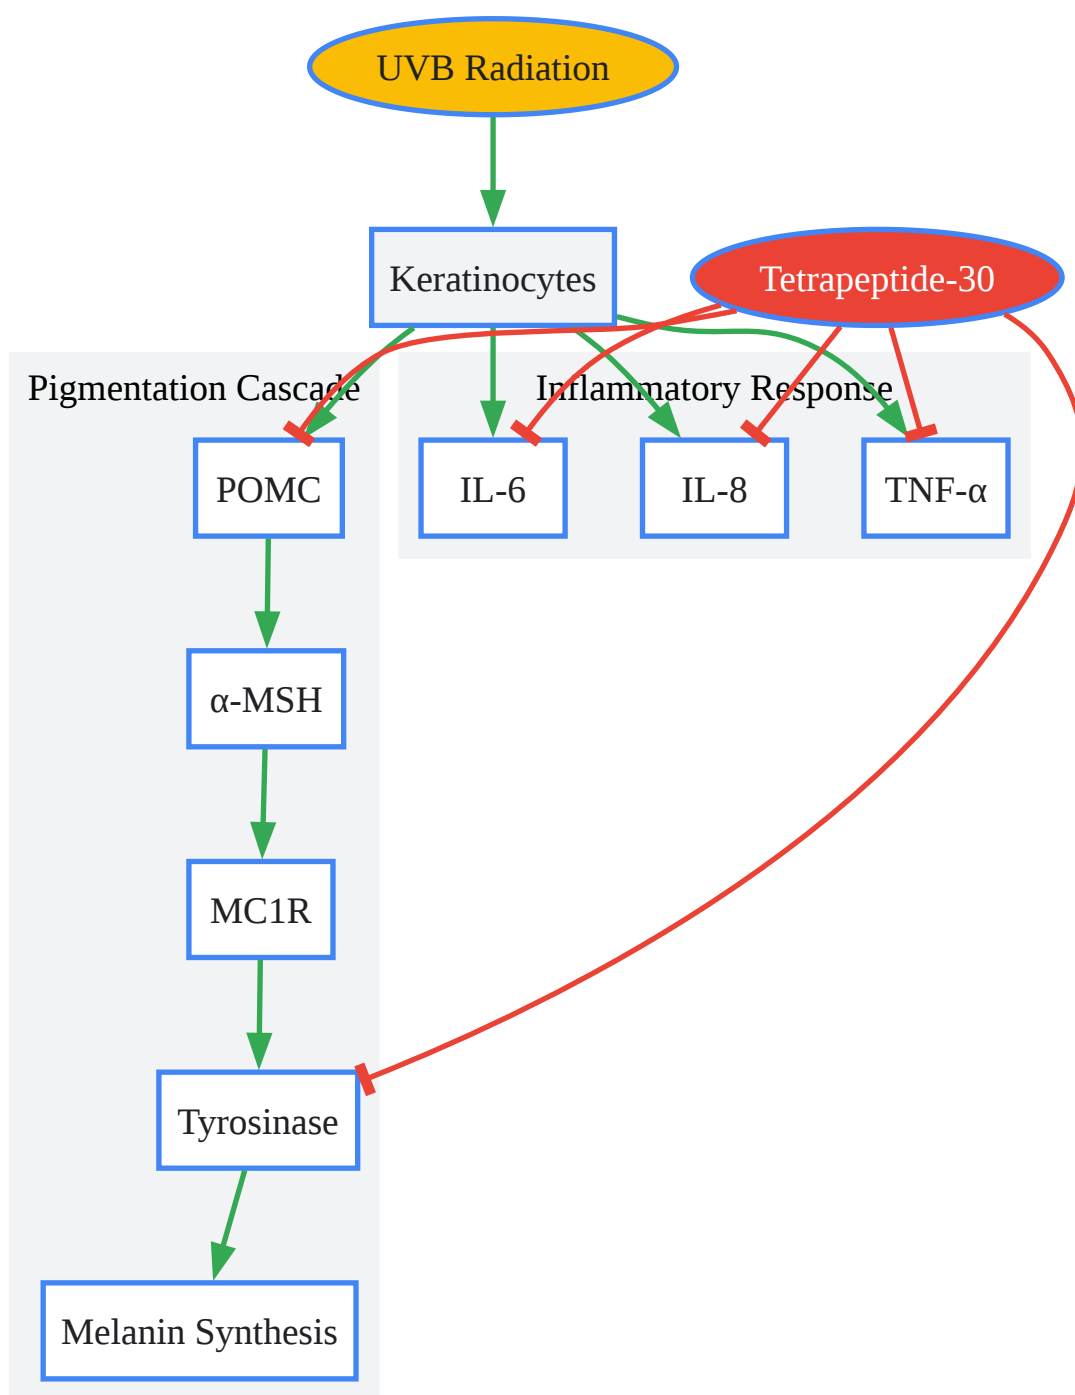 UVB Radiation
Keratinocytes
Tetrapeptide-30
Pigmentation Cascade
Inflammatory Response
POMC
IL-6
IL-8
TNF-α
α-MSH
MC1R
Tyrosinase
Melanin Synthesis